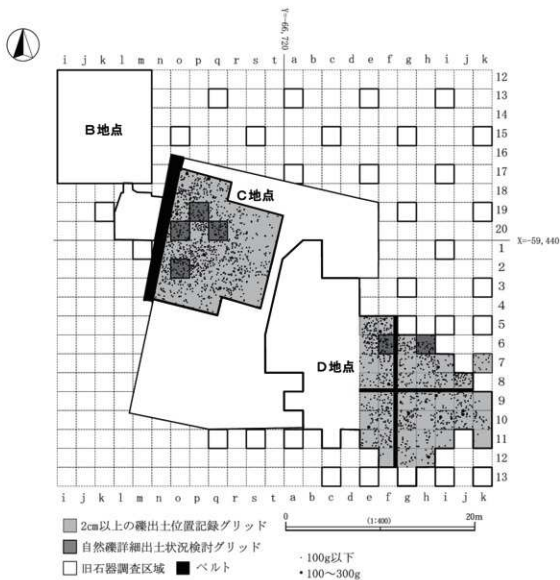 Y=-66,720
i j k l m n o p q r s t a b c d e f g h i j k
12
13
14
15
16
17
18
19
20
1
2
3
4
5
6
7
8
9
10
11
12
13
B地点
C地点
D地点
X=-59,440
i j k l m n o p q r s t a b c d e f g h i j k
2cm以上の礫出土位置記録グリッド
自然礫詳細出土状況検討グリッド
旧石器調査区域 ベルト
0 (1:400) 20m
・100g以下
・100~300g